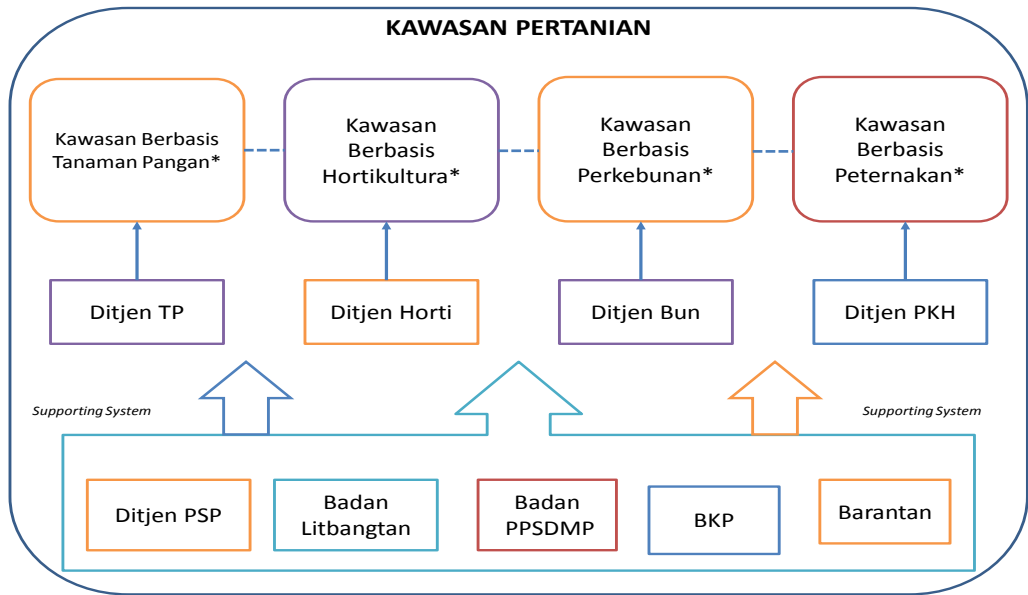 KAWASAN PERTANIAN
Kawasan Berbasis
Tanaman Pangan*
Kawasan
Berbasis
Hortikultura*
Kawasan
Berbasis
Perkebunan*
Kawasan
Berbasis
Peternakan*
Ditjen TP
Ditjen Horti
Ditjen Bun
Ditjen PKH
Supporting System
Supporting System
Ditjen PSP
Badan
Litbangtan
Badan
PPSDMP
BKP
Barantan